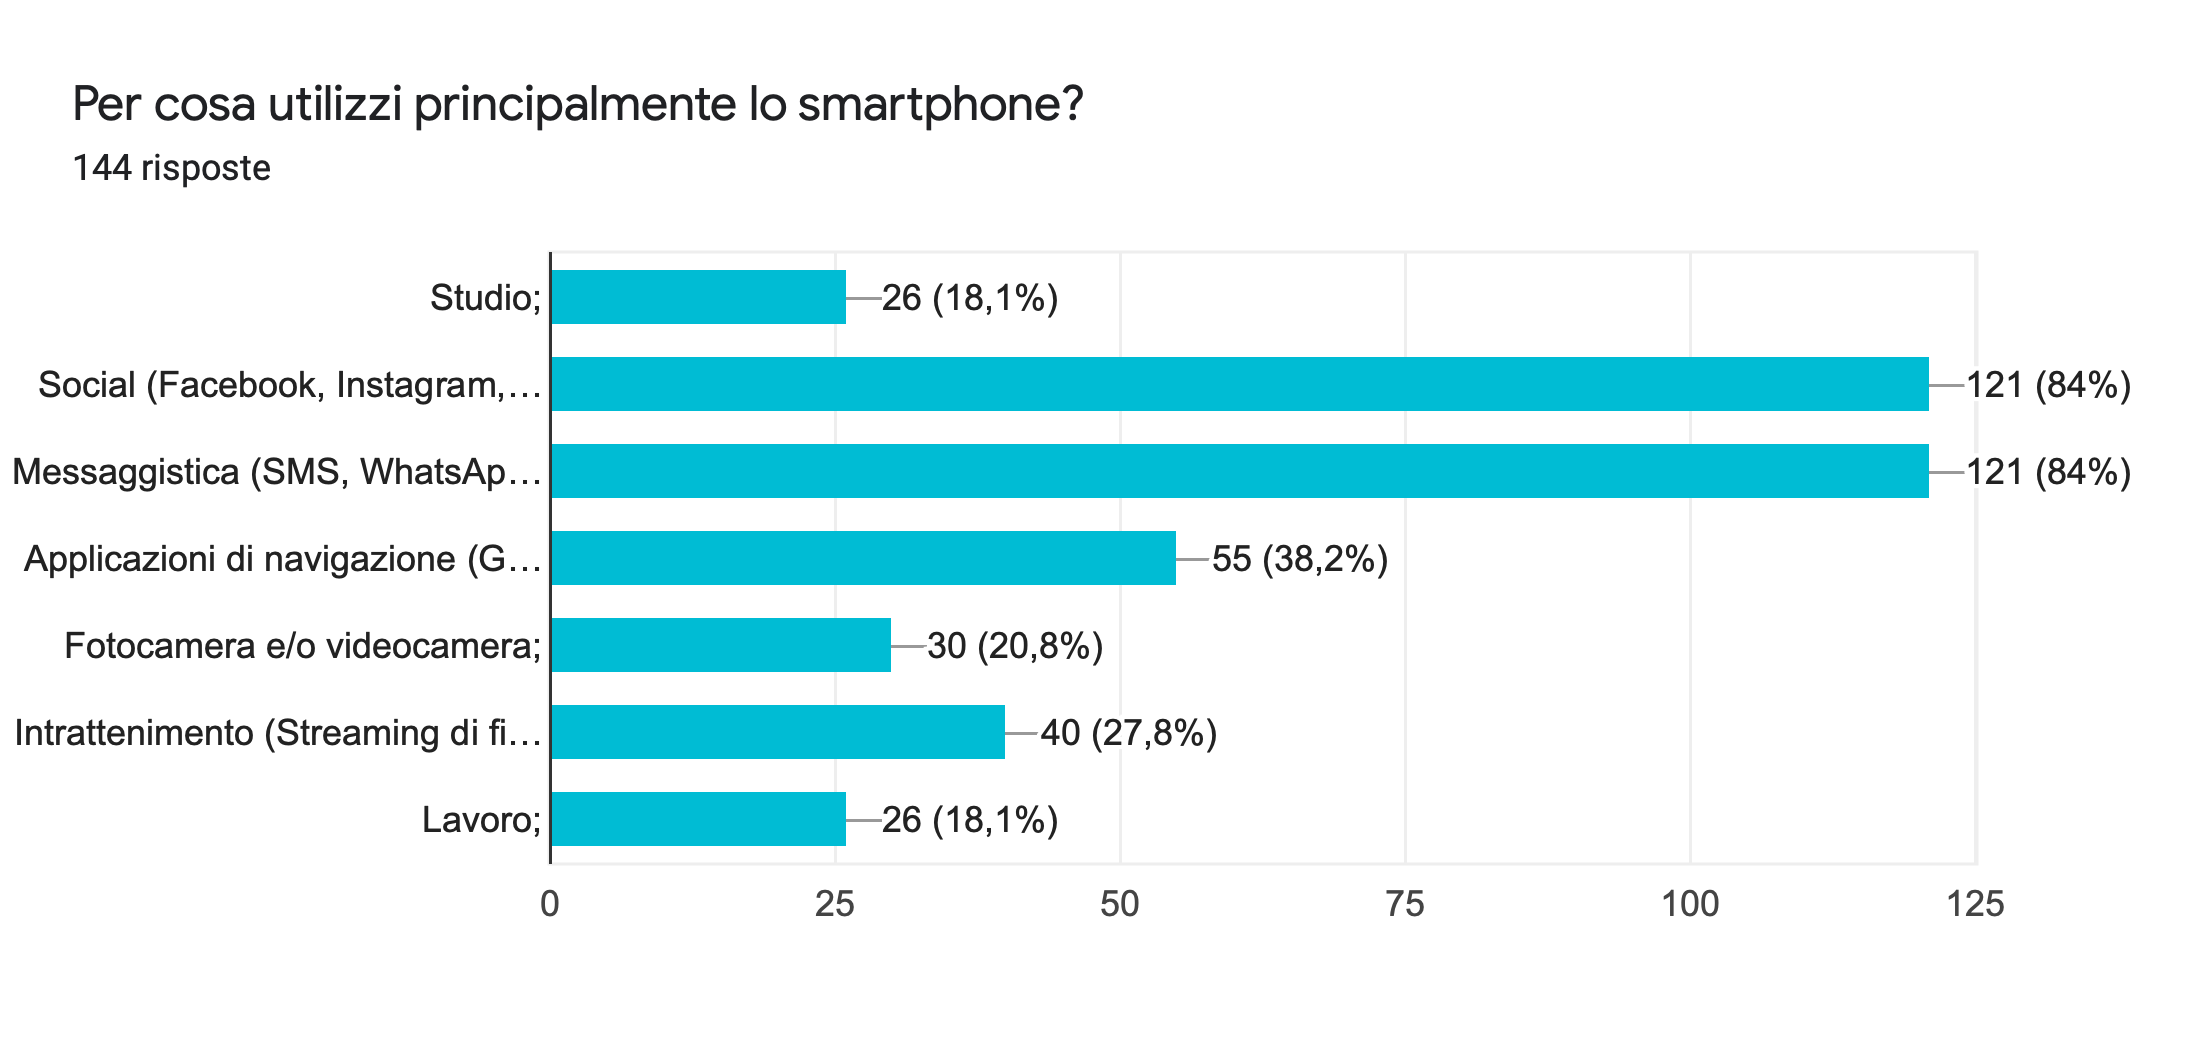 Per cosa utilizzi principalmente lo smartphone?
144 risposte
Studio; 26 (18,1%)
Social (Facebook, Instagram,… 121 (84%)
Messaggistica (SMS, WhatsAp… 121 (84%)
Applicazioni di navigazione (G… 55 (38,2%)
Fotocamera e/o videocamera; 30 (20,8%)
Intrattenimento (Streaming di fi… 40 (27,8%)
Lavoro; 26 (18,1%)
0 25 50 75 100 125